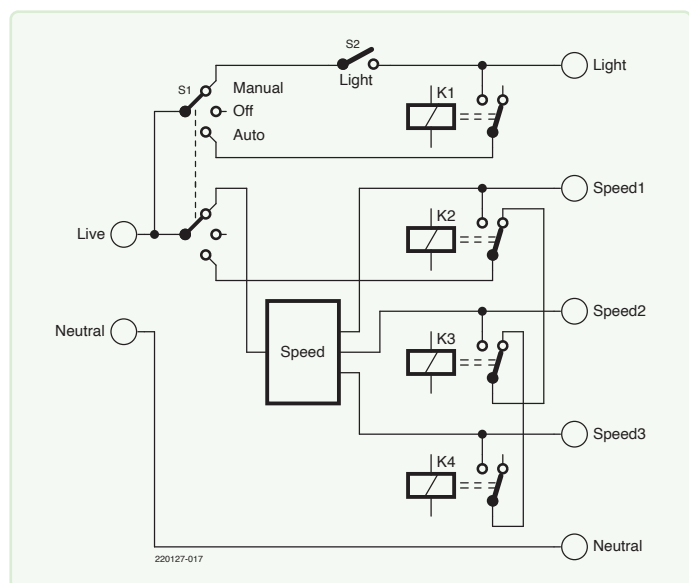 S2
Light
Light
S1
Manual
Off
Auto
K1
Speed1
K2
Live
Speed2
Neutral
K3
Speed
Speed3
K4
Neutral
220127-017